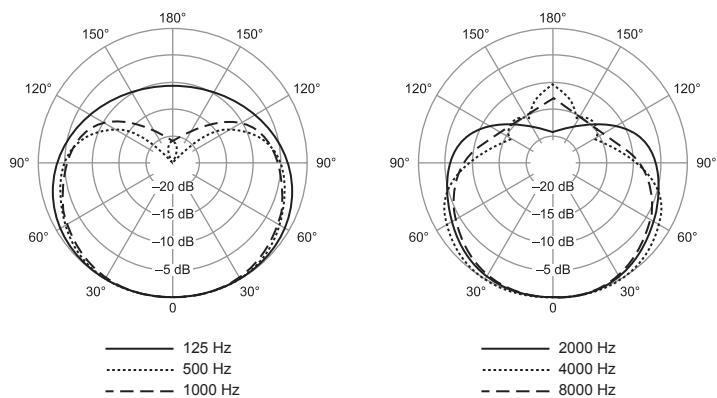 180°
150° 150°
120° 120°
90° 90°
–20 dB
–15 dB
60° 60°
–10 dB
–5 dB
30° 30°
0
125 Hz
500 Hz
1000 Hz
180°
150° 150°
120° 120°
90° 90°
–20 dB
–15 dB
60° 60°
–10 dB
–5 dB
30° 30°
0
2000 Hz
4000 Hz
8000 Hz